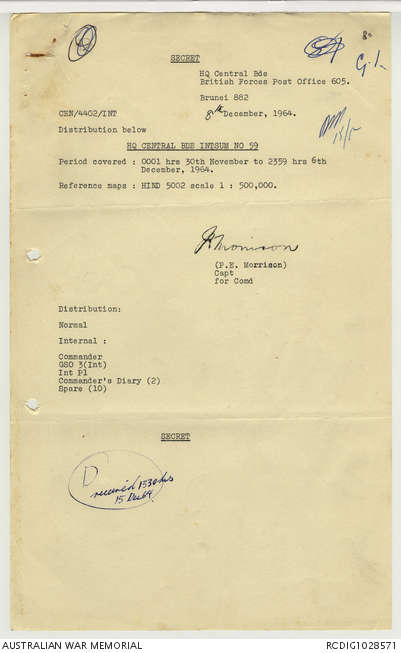 SECRET
HQ Central Bde
British Forces Post Office 605.
Brunei 882
CEN/4402/INT
8th December, 1964.
Distribution below
HQ CENTRAL BDE INTSUM NO 59
Period covered : 0001 hrs 30th November to 2359 hrs 6th
December, 1964.
Reference maps : HIND 5002 scale 1 : 500,000.
(P.E. Morrison)
Capt
for Comd
Distribution:
Normal
Internal :
Commander
GSO 3(Int)
Int Pl
Commander's Diary (2)
Spare (10)
SECRET
D
received 1530hrs
15 Dec 64
AUSTRALIAN WAR MEMORIAL
RCDIG1028571